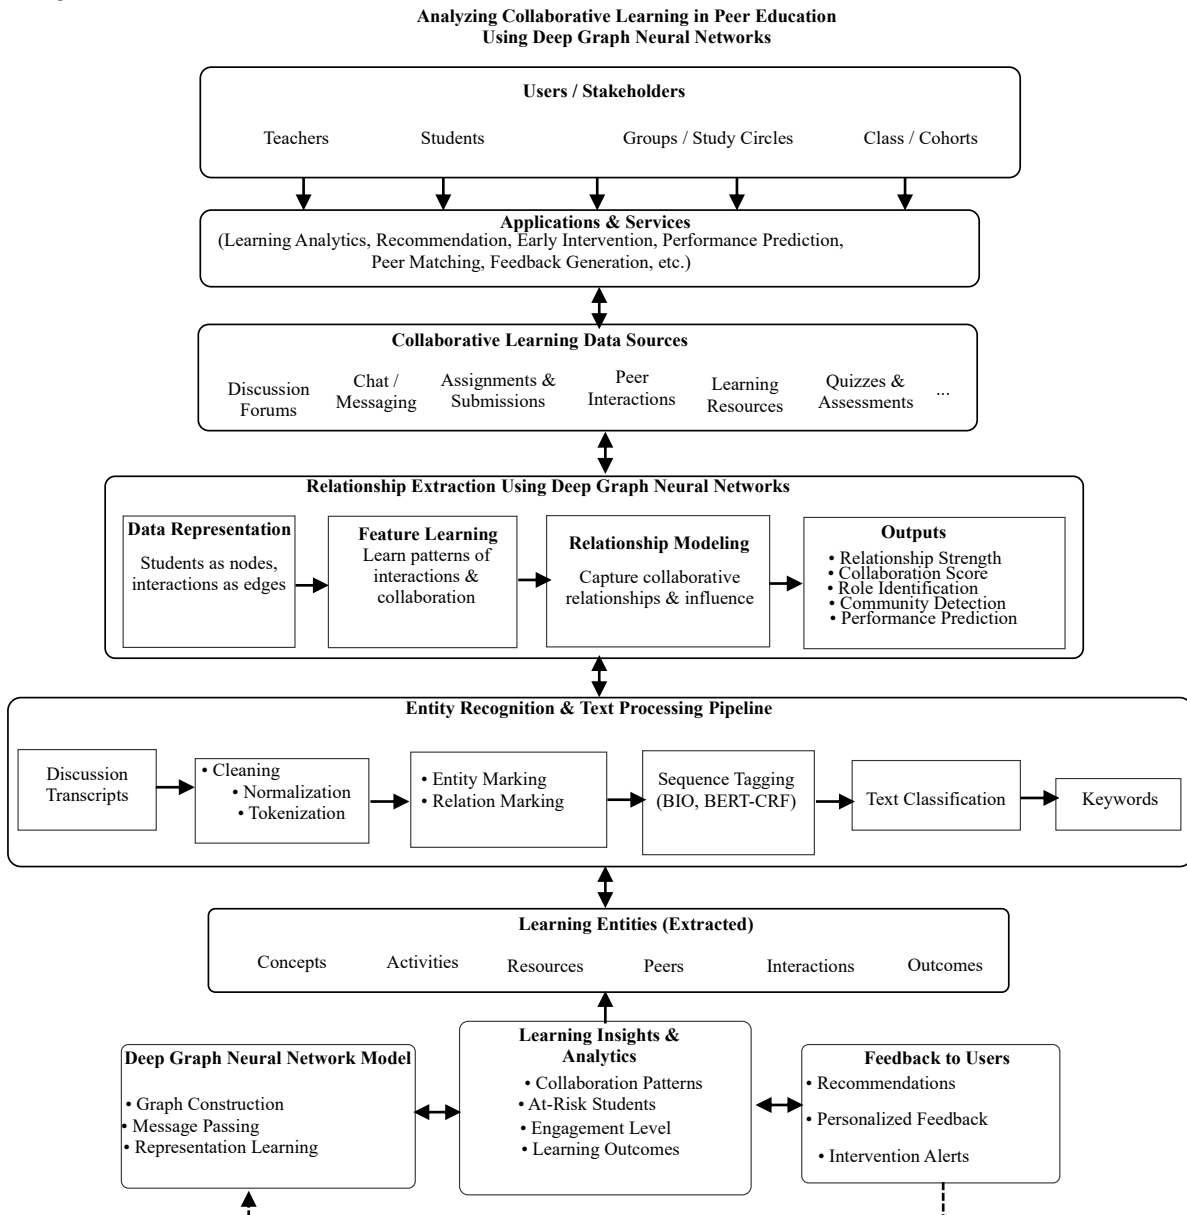 Analyzing Collaborative Learning in Peer Education
Using Deep Graph Neural Networks
Users / Stakeholders
Teachers
Students
Groups / Study Circles
Class / Cohorts
Applications & Services
(Learning Analytics, Recommendation, Early Intervention, Performance Prediction,
Peer Matching, Feedback Generation, etc.)
Collaborative Learning Data Sources
Discussion
Forums
Chat /
Messaging
Assignments &
Submissions
Peer
Interactions
Learning
Resources
Quizzes &
Assessments
...
Relationship Extraction Using Deep Graph Neural Networks
Data Representation
Students as nodes,
interactions as edges
Feature Learning
Learn patterns of
interactions &
collaboration
Relationship Modeling
Capture collaborative
relationships & influence
Outputs
• Relationship Strength
• Collaboration Score
• Role Identification
• Community Detection
• Performance Prediction
Entity Recognition & Text Processing Pipeline
Discussion
Transcripts
• Cleaning
• Normalization
• Tokenization
• Entity Marking
• Relation Marking
Sequence Tagging
(BIO, BERT-CRF)
Text Classification
Keywords
Learning Entities (Extracted)
Concepts
Activities
Resources
Peers
Interactions
Outcomes
Deep Graph Neural Network Model
• Graph Construction
• Message Passing
• Representation Learning
Learning Insights &
Analytics
• Collaboration Patterns
• At-Risk Students
• Engagement Level
• Learning Outcomes
Feedback to Users
• Recommendations
• Personalized Feedback
• Intervention Alerts